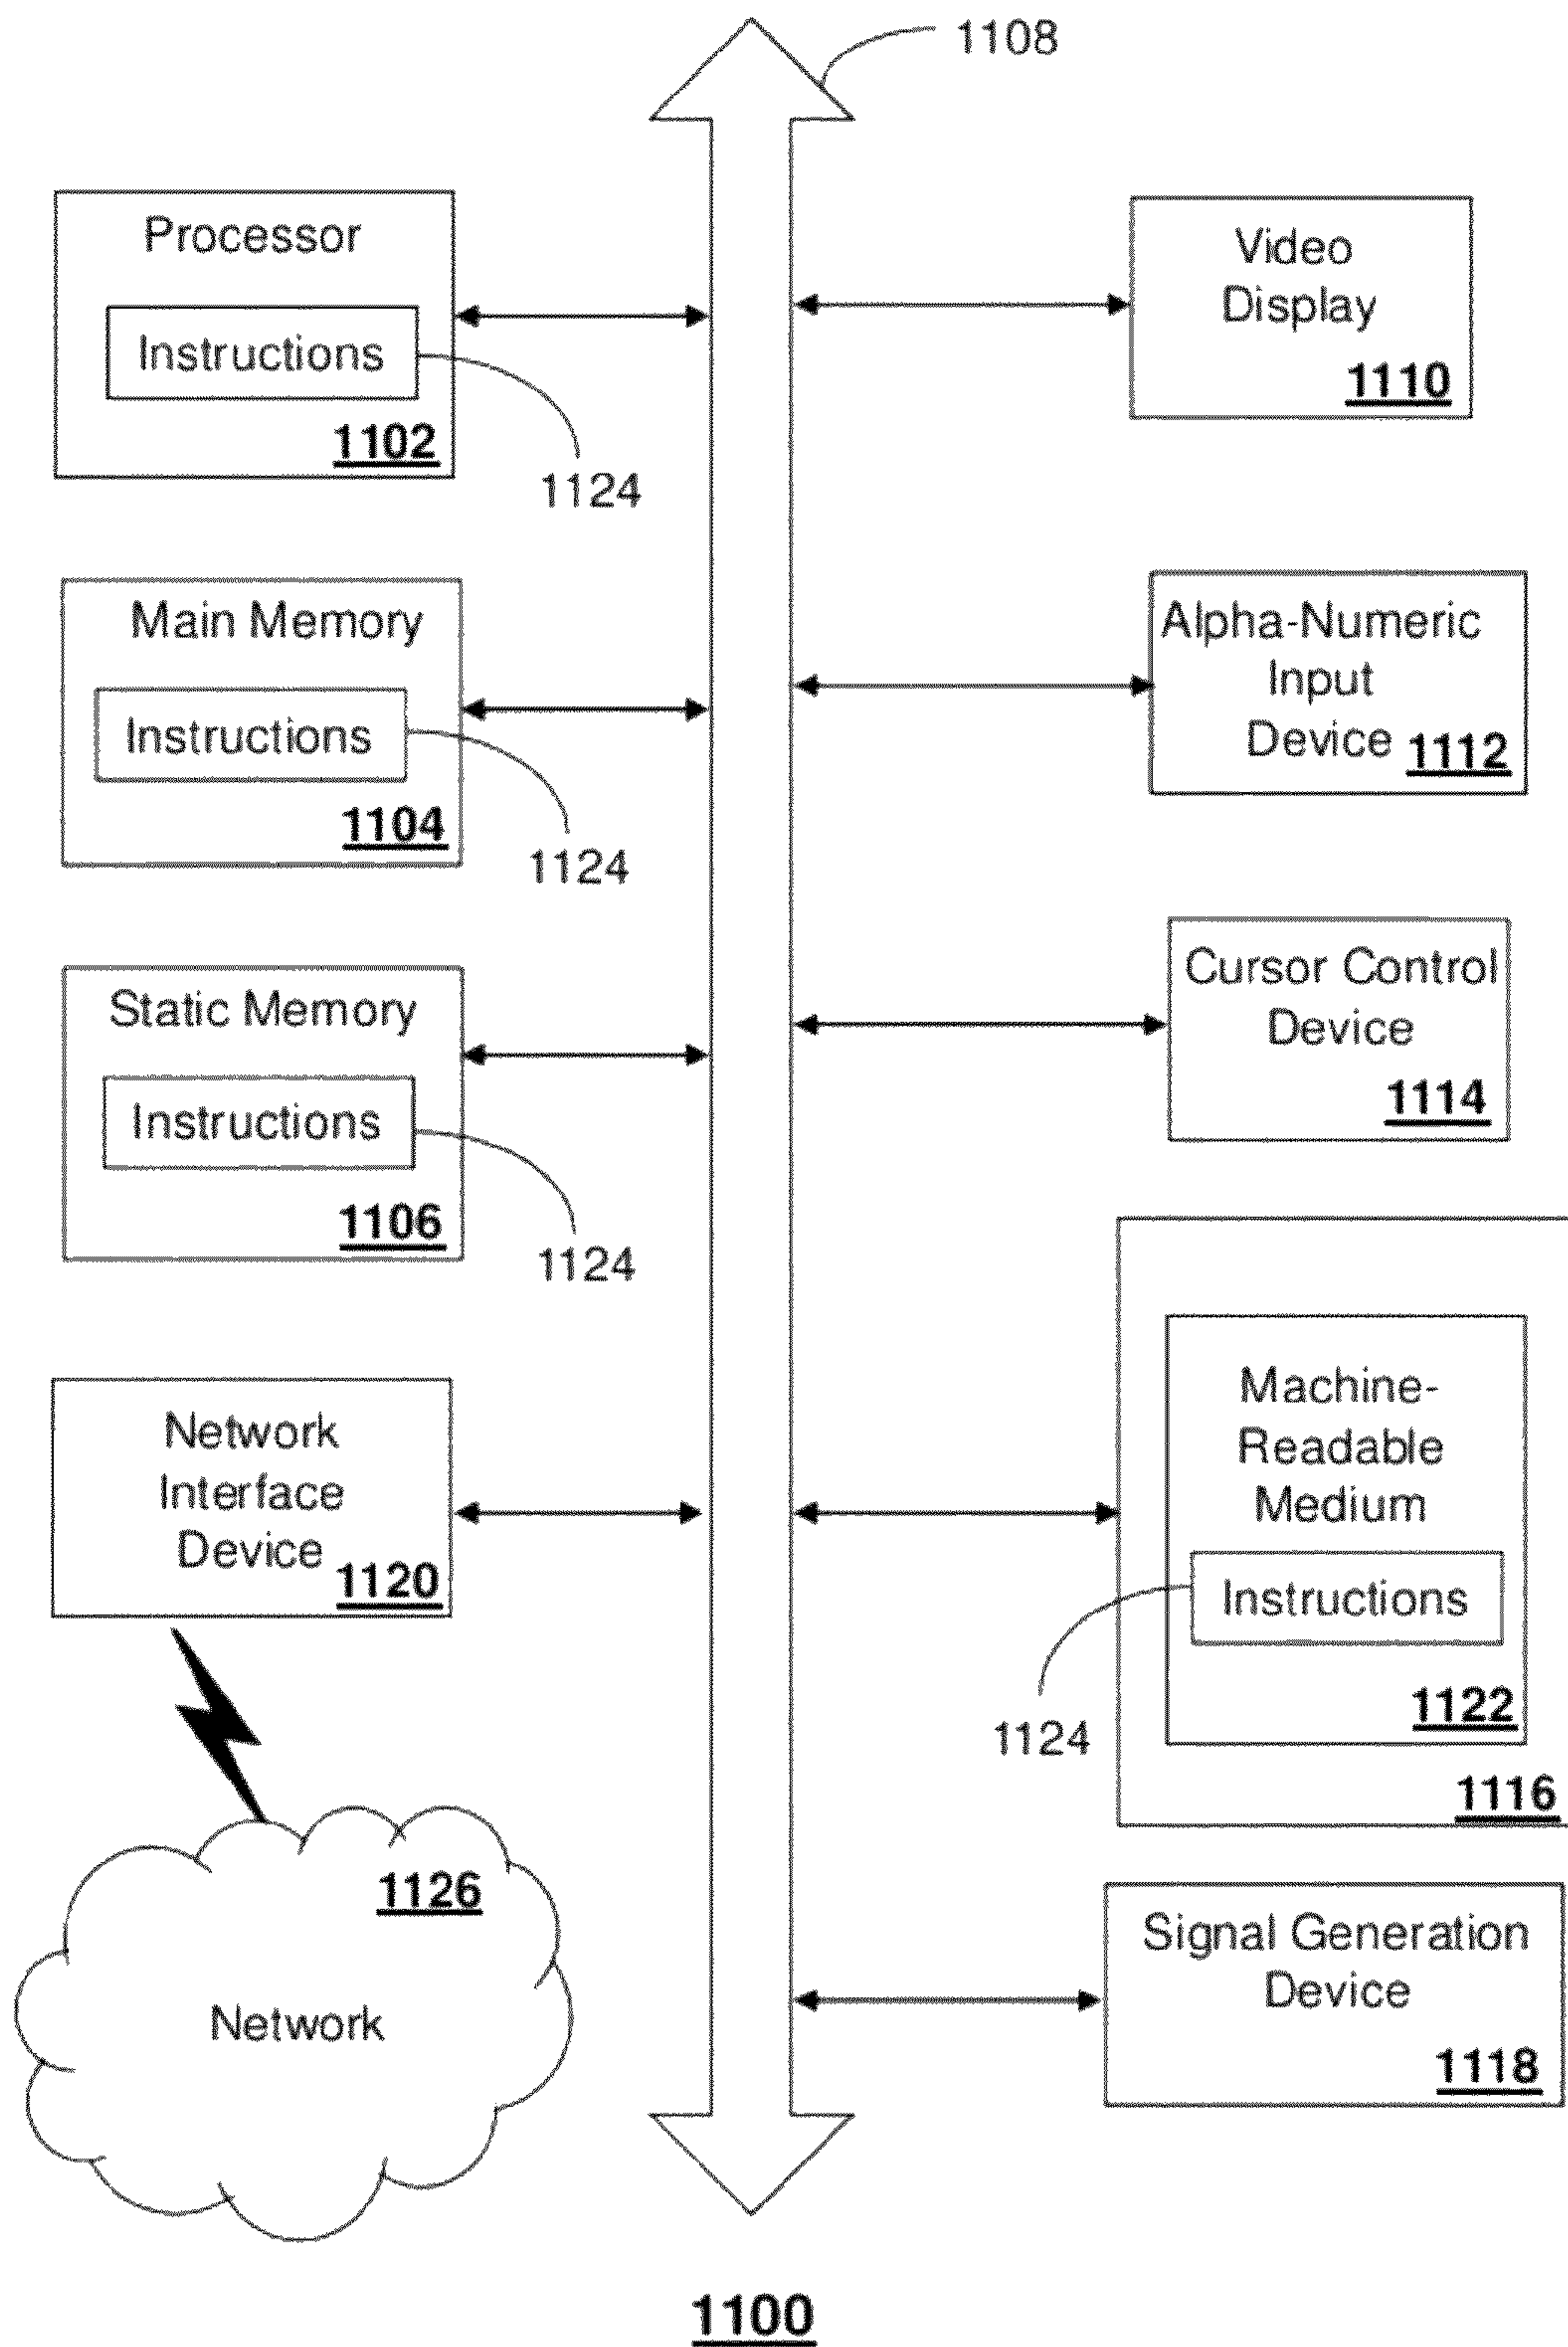 1108
Processor
Instructions
1102
1124
Main Memory
Instructions
1104
1124
Static Memory
Instructions
1106
1124
Network
Interface
Device
1120
1126
Network
Video
Display
1110
Alpha-Numeric
Input
Device 1112
Cursor Control
Device
1114
Machine-
Readable
Medium
Instructions
1122
1124
1116
Signal Generation
Device
1118
1100